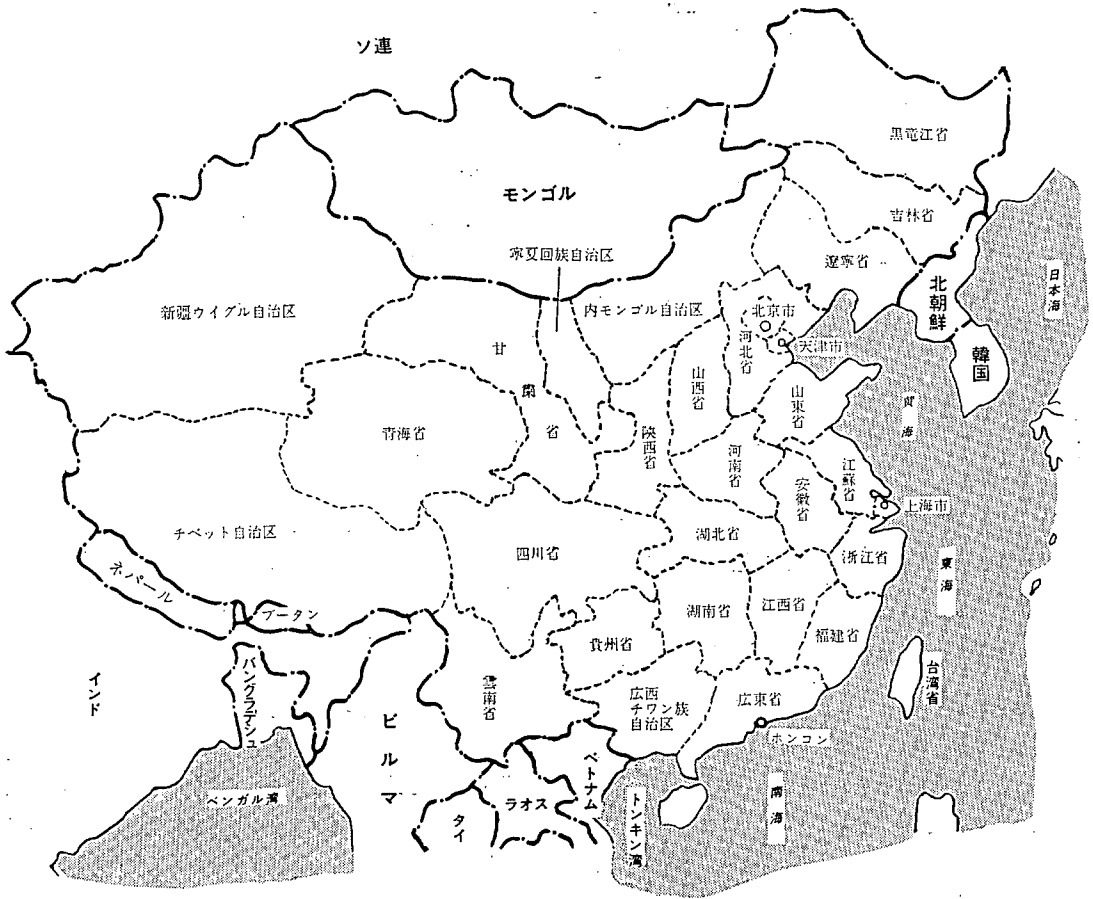 ソ連
黒竜江省
モンゴル
吉林省
寧夏回族自治区
遼寧省
北朝鮮
日本海
新疆ウイグル自治区
内モンゴル自治区
北京市
天津市
河北省
韓国
甘
粛
省
山西省
山東省
黄海
青海省
陝西省
河南省
江蘇省
安徽省
上海市
チベット自治区
四川省
湖北省
浙江省
東海
ネパール
ブータン
湖南省
江西省
福建省
貴州省
台湾省
インド
バングラデシュ
雲南省
広西
チワン族
自治区
広東省
ホンコン
ビルマ
ベトナム
ラオス
タイ
トンキン湾
南海
ベンガル湾